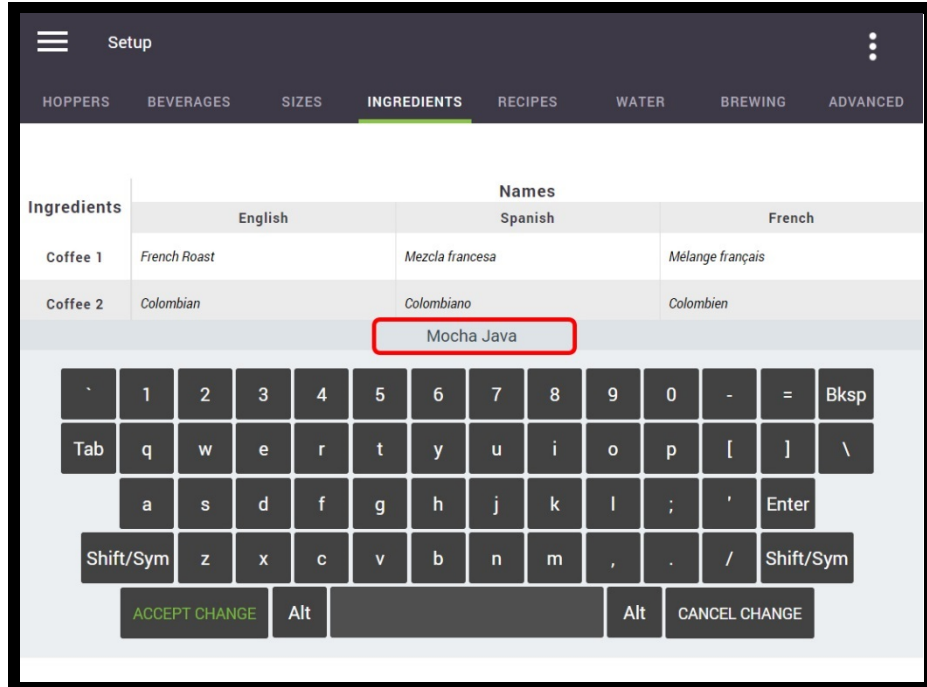 Setup
HOPPERS BEVERAGES SIZES INGREDIENTS RECIPES WATER BREWING ADVANCED
Names
Ingredients
English Spanish French
Coffee 1 French Roast Mezcla francesa Mélange français
Coffee 2 Colombian Colombiano Colombien
Mocha Java
` 1 2 3 4 5 6 7 8 9 0 - = Bksp
Tab q w e r t y u i o p [ ] \
a s d f g h j k l ; ' Enter
Shift/Sym z x c v b n m , . / Shift/Sym
ACCEPT CHANGE Alt Alt CANCEL CHANGE